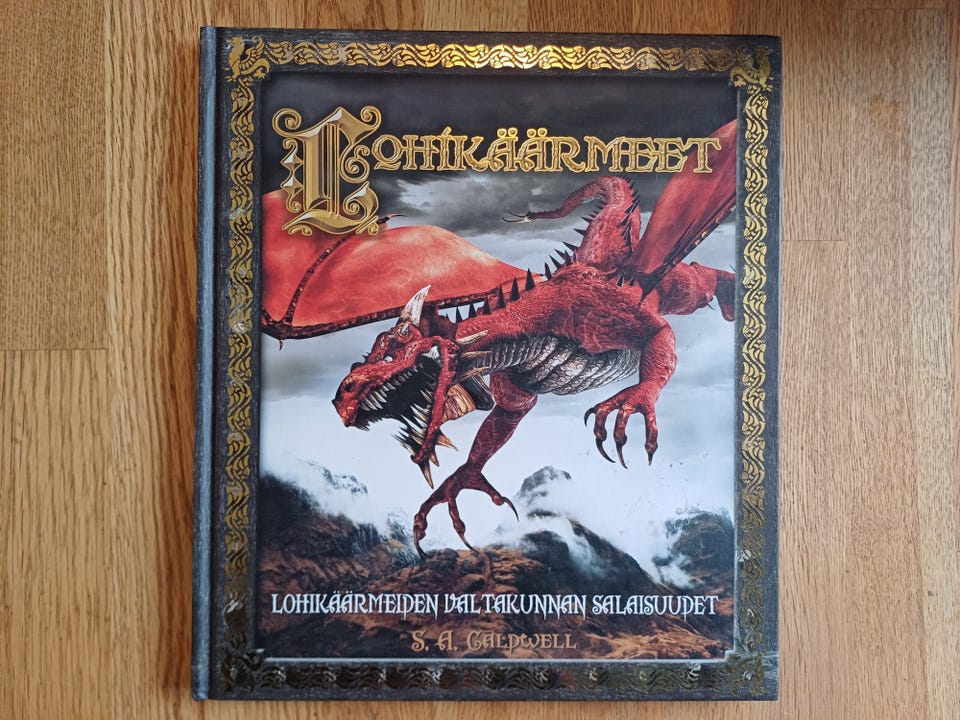 LOHIKÄÄRMEET
LOHIKÄÄRMEIDEN VALTAKUNNAN SALAISUUDET
S. A. CALDWELL